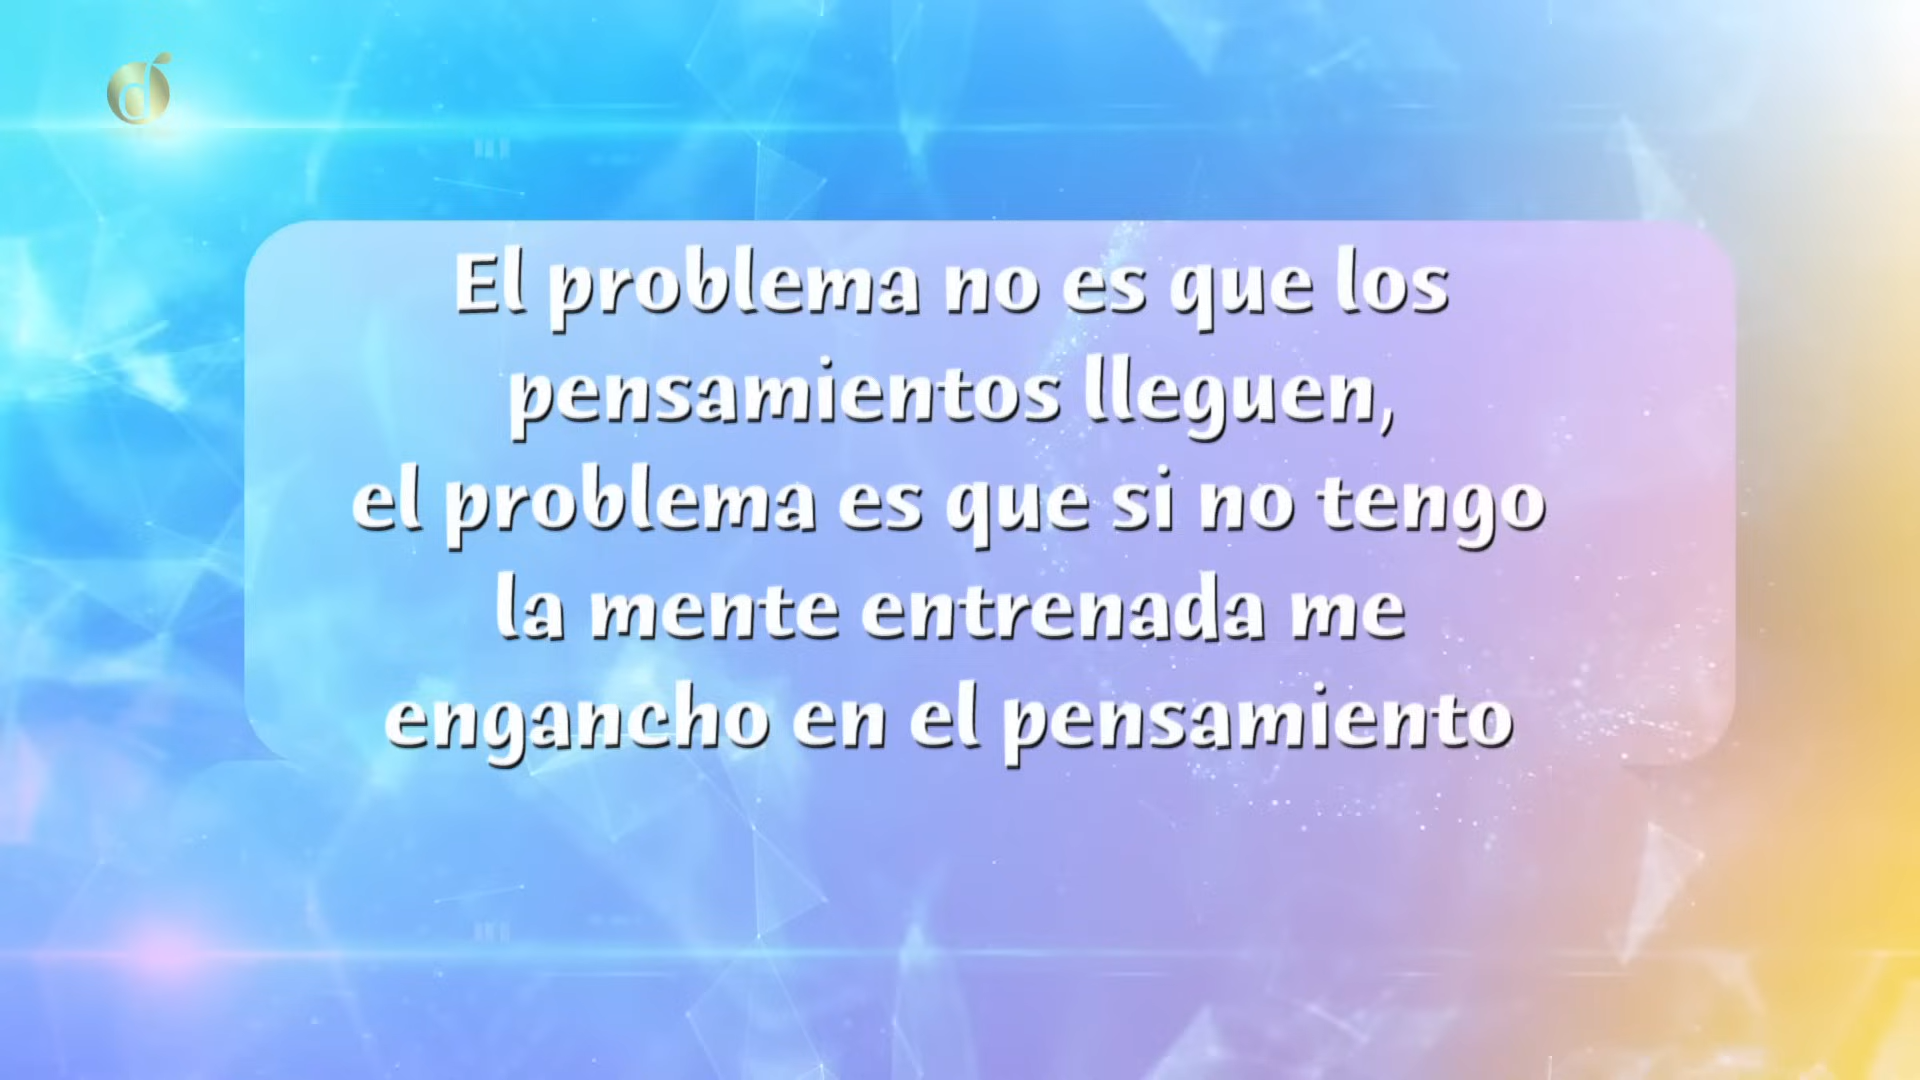 El problema no es que los
pensamientos lleguen,
el problema es que si no tengo
la mente entrenada me
engancho en el pensamiento